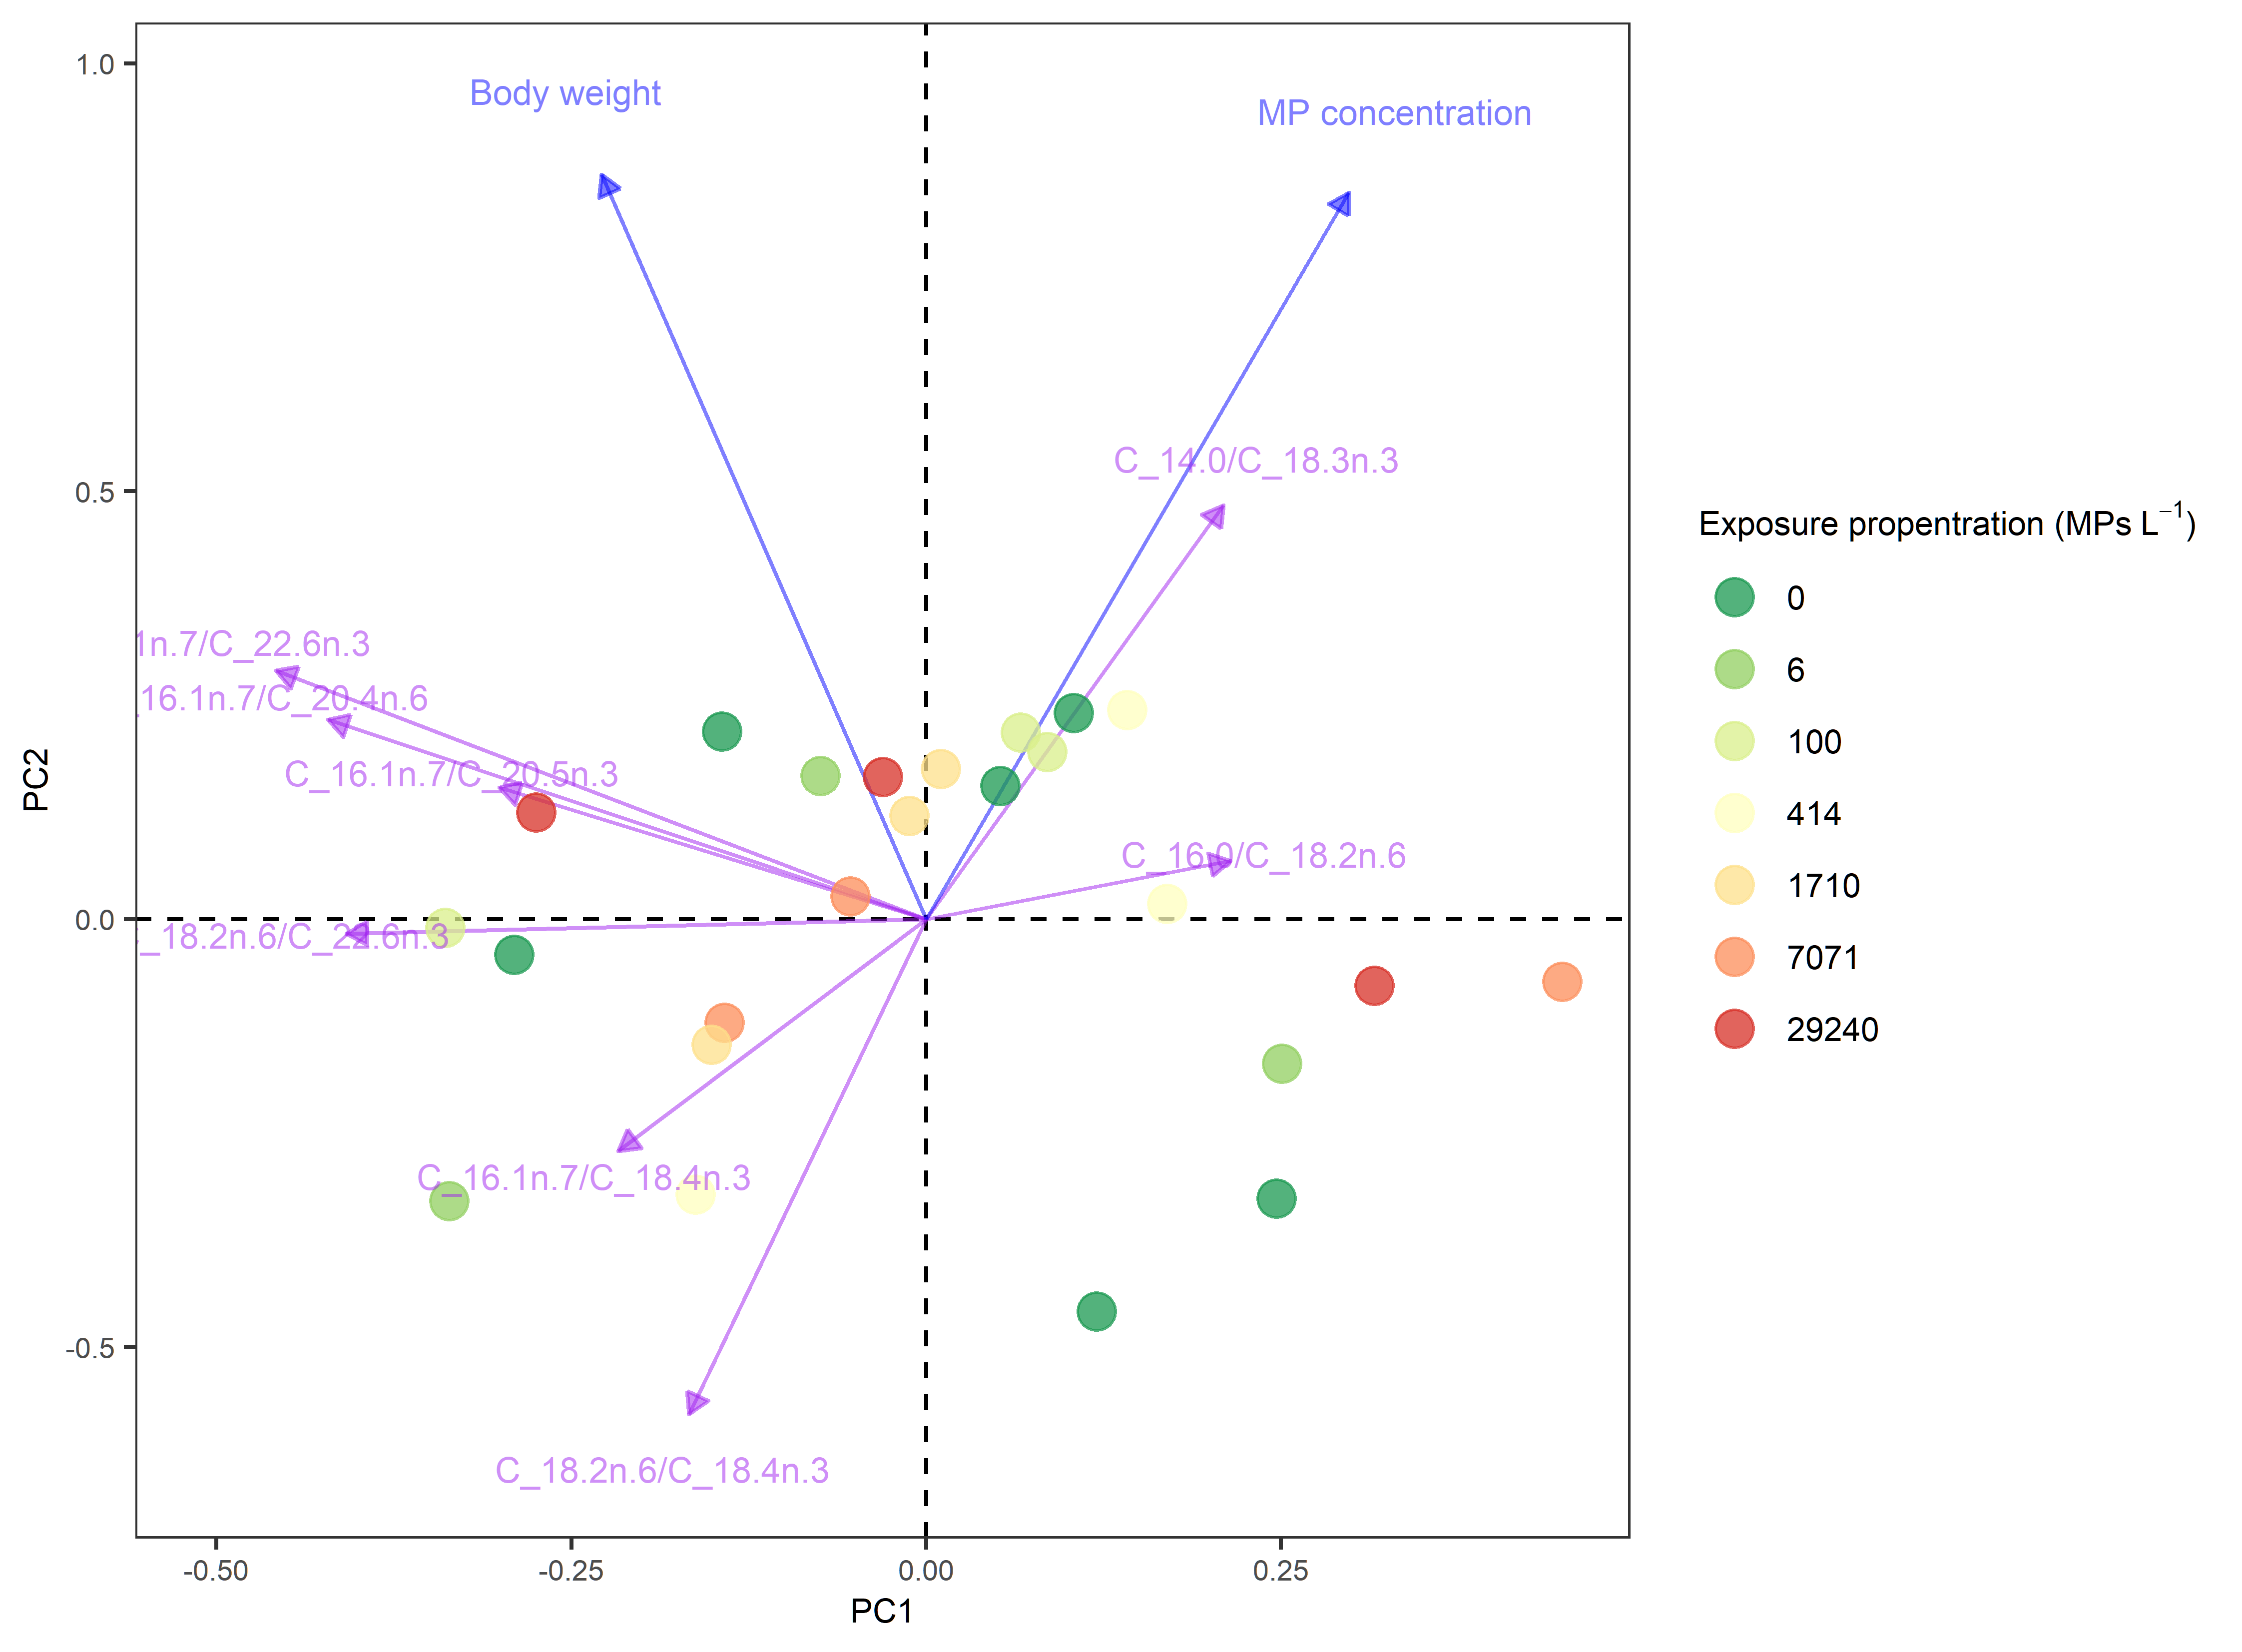 1.0
Body weight
MP concentration
0.5
C_14.0/C_18.3n.3
1n.7/C_22.6n.3
16.1n.7/C_20.4n.6
C_16.1n.7/C_20.5n.3
C_16.0/C_18.2n.6
0.0
_18.2n.6/C_22.6n.3
C_16.1n.7/C_18.4n.3
-0.5
C_18.2n.6/C_18.4n.3
-0.50
-0.25
0.00
0.25
PC1
PC2
Exposure propentration (MPs L⁻¹)
0
6
100
414
1710
7071
29240